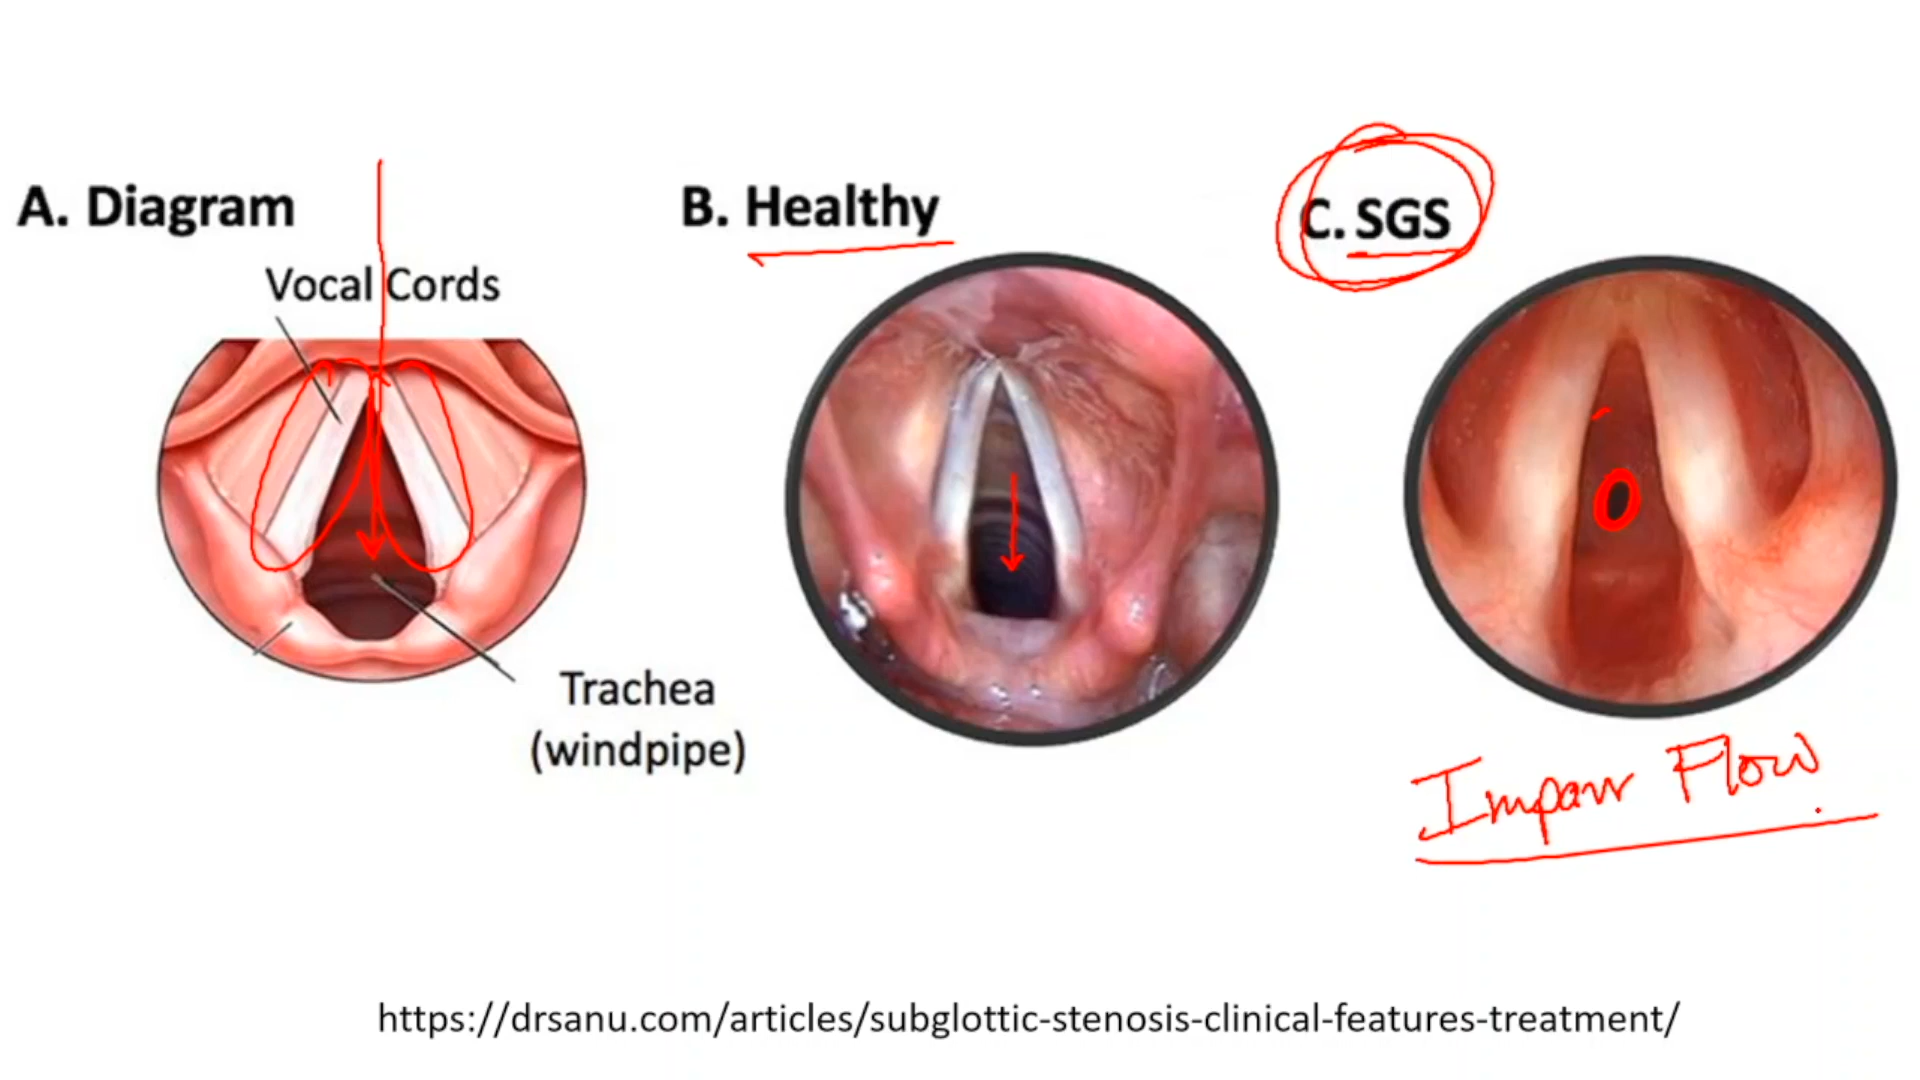 A. Diagram
B. Healthy
C. SGS
Vocal Cords
Trachea
(windpipe)
Impair Flow
https://drsanu.com/articles/subglottic-stenosis-clinical-features-treatment/